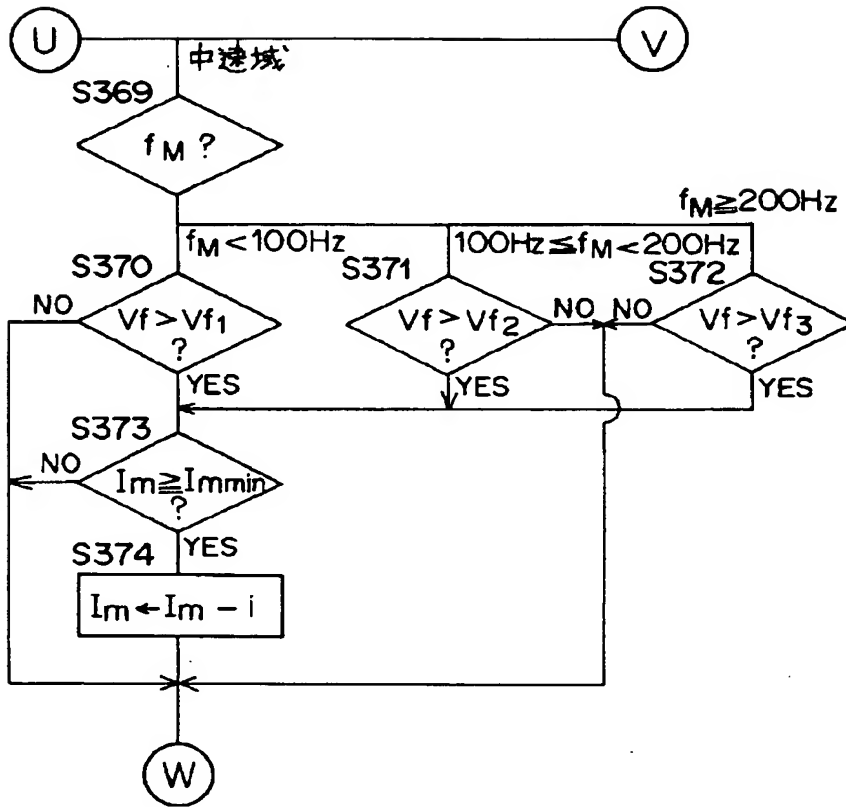 U
V
中速域
S369
fM ?
fM≧200Hz
fM<100Hz
100Hz≦fM<200Hz
S370
S371
S372
NO
Vf>Vf1
?
Vf>Vf2
?
NO
NO
Vf>Vf3
?
YES
YES
YES
S373
NO
Im≧Immin
?
YES
S374
Im←Im-i
W